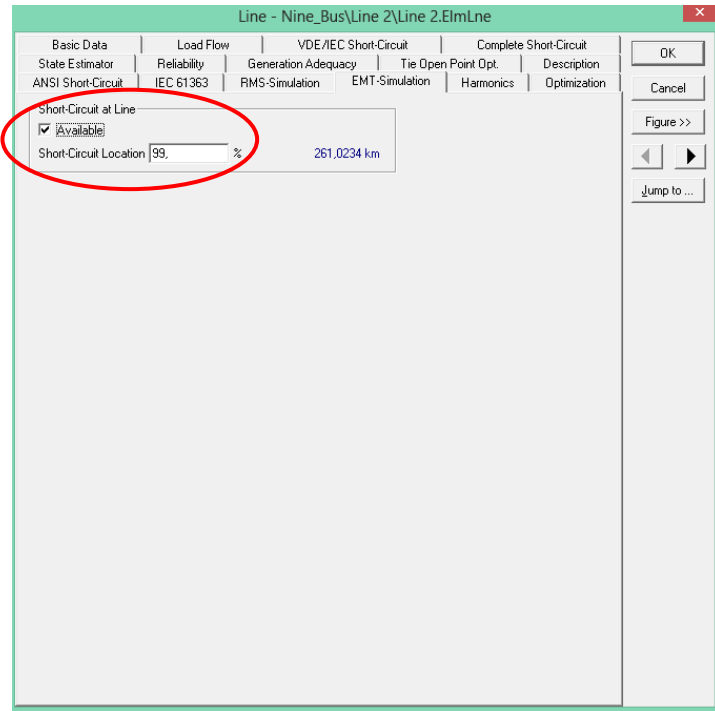 Line - Nine_Bus\Line 2\Line 2.ElmLne
Basic Data Load Flow VDE/IEC Short-Circuit Complete Short-Circuit
State Estimator Reliability Generation Adequacy Tie Open Point Opt. Description
ANSI Short-Circuit IEC 61363 RMS-Simulation EMT-Simulation Harmonics Optimization
Short-Circuit at Line
Available
Short-Circuit Location 99, % 261,0234 km
OK
Cancel
Figure >>
Jump to ...